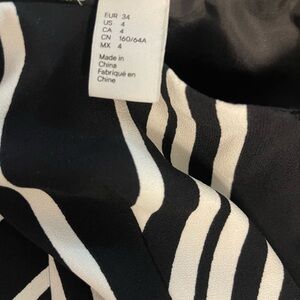 EUR 34
US 4
CA 4
CN 160/64A
MX 4
Made in
China
Fabriqué en
Chine